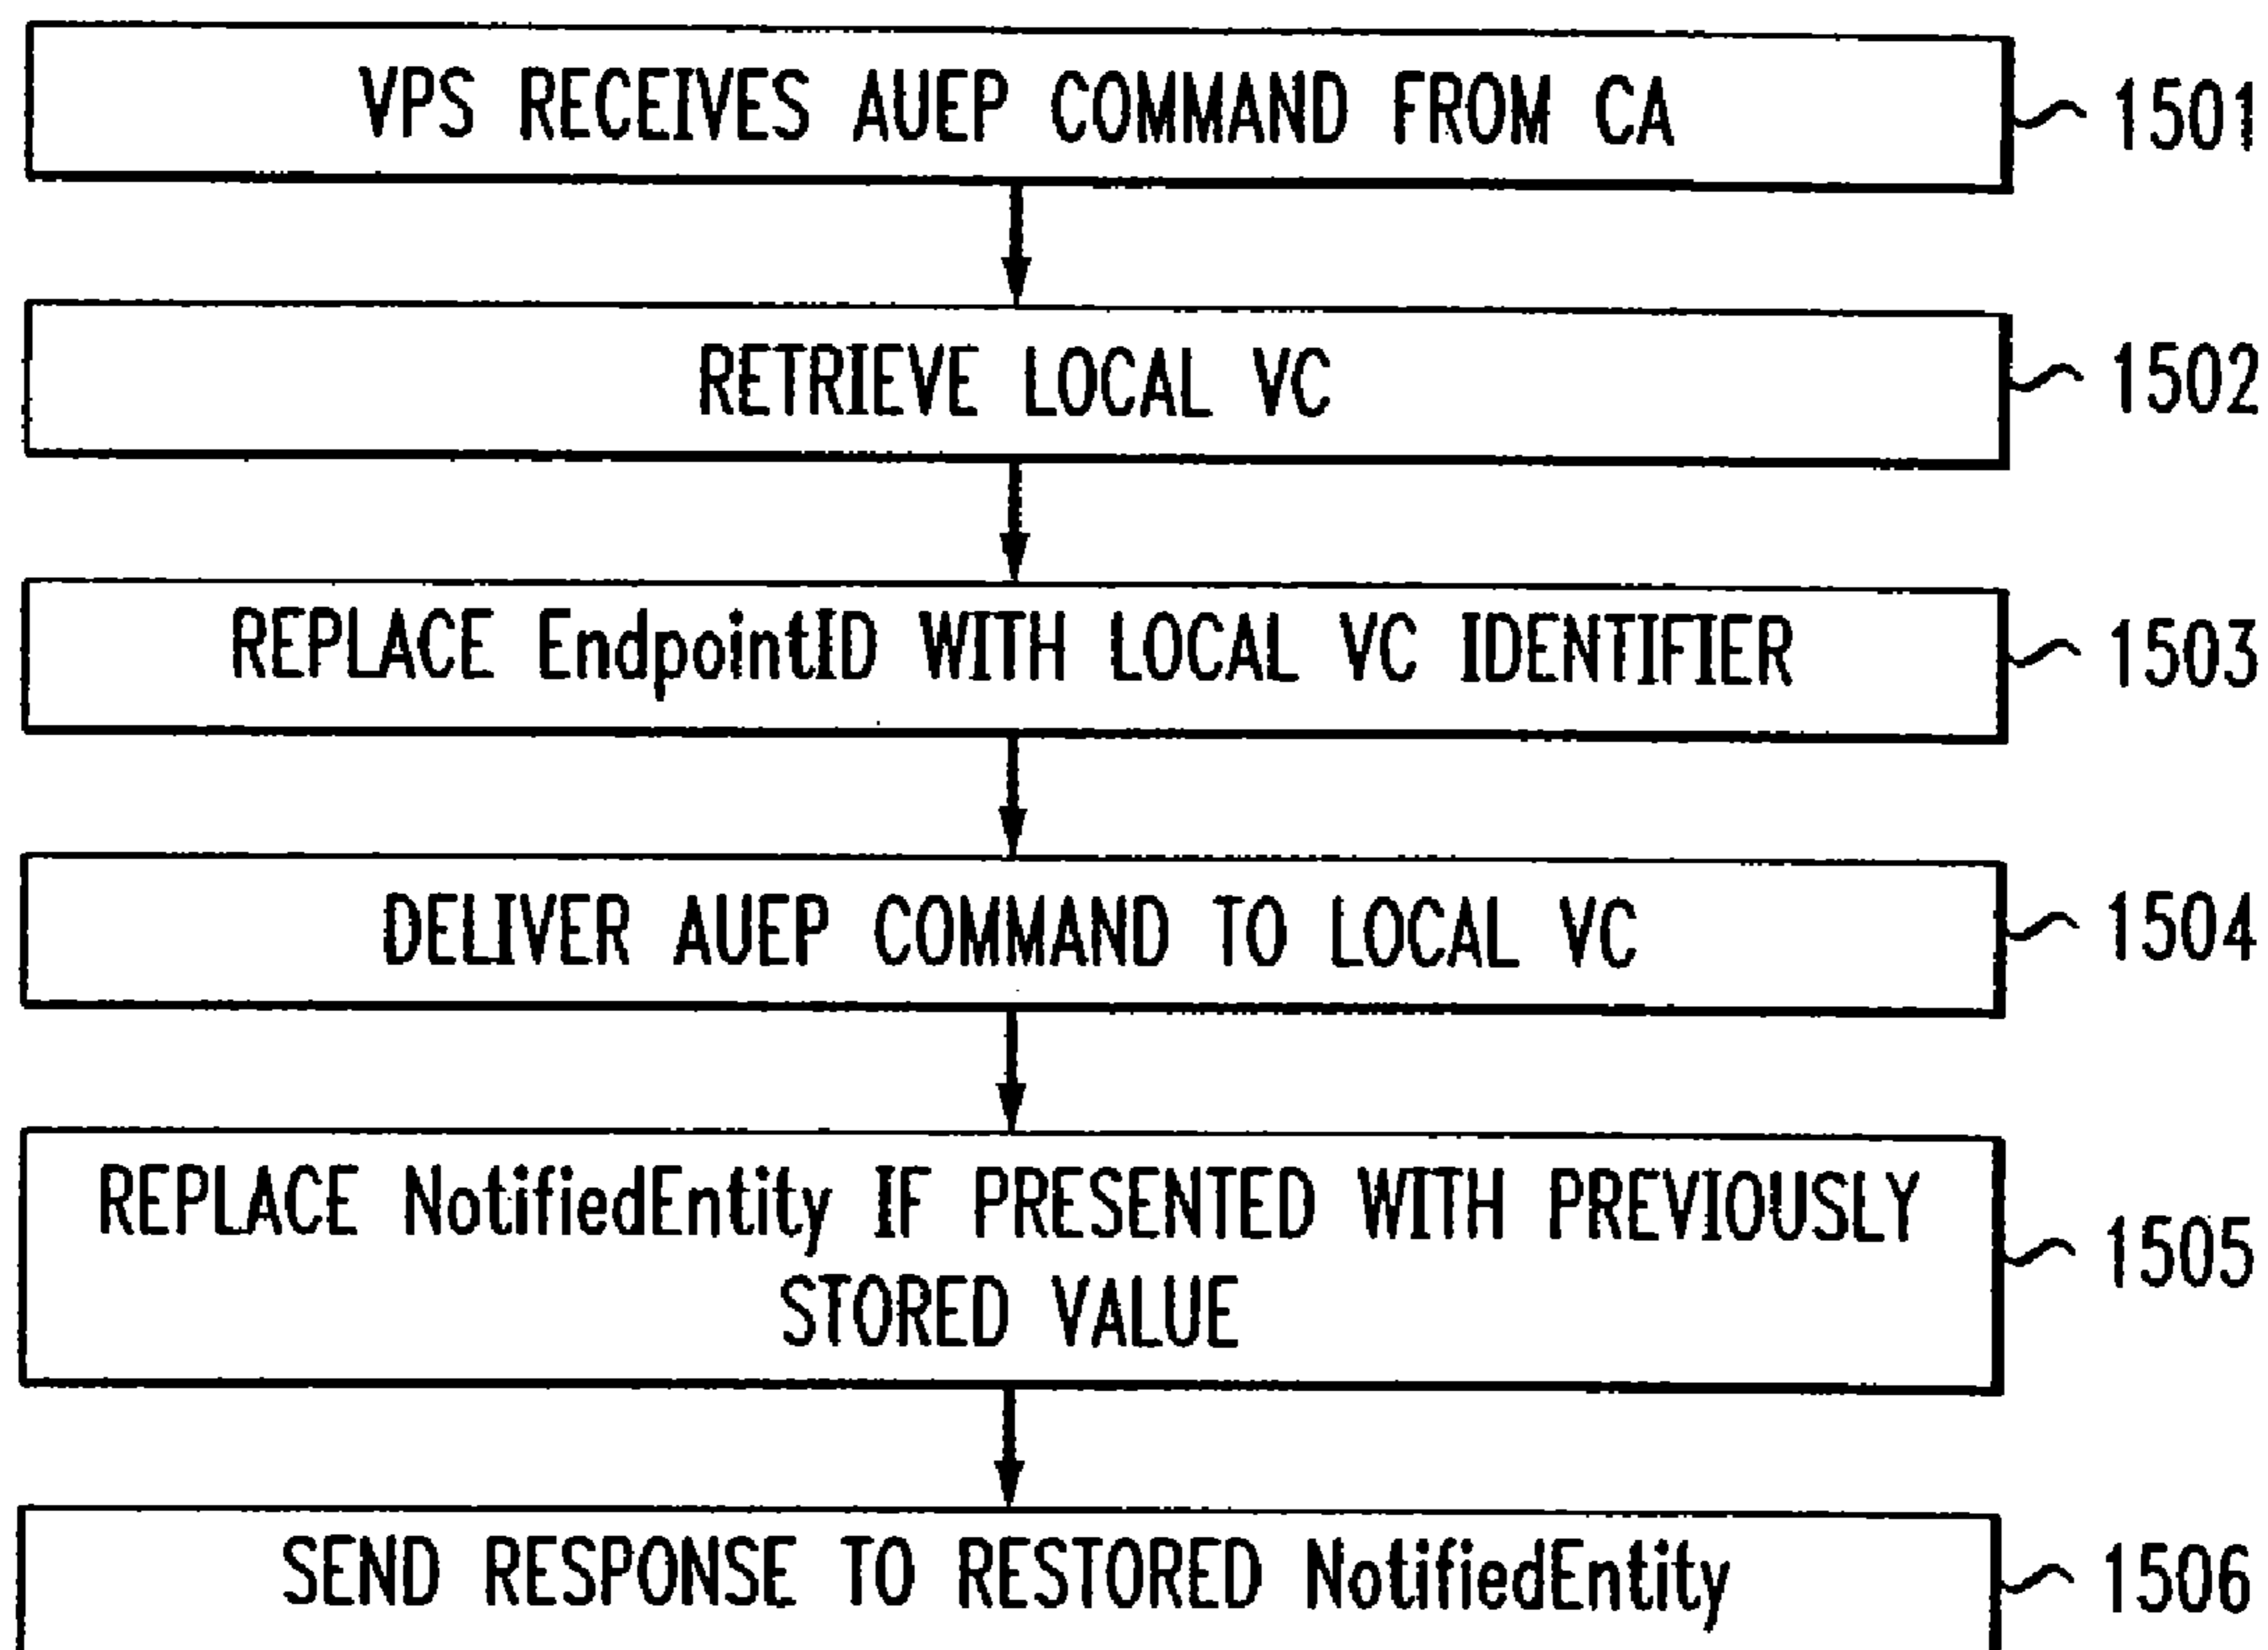 VPS RECEIVES AUEP COMMAND FROM CA
1501
RETRIEVE LOCAL VC
1502
REPLACE EndpointID WITH LOCAL VC IDENTIFIER
1503
DELIVER AUEP COMMAND TO LOCAL VC
1504
REPLACE NotifiedEntity IF PRESENTED WITH PREVIOUSLY
STORED VALUE
1505
SEND RESPONSE TO RESTORED NotifiedEntity
1506